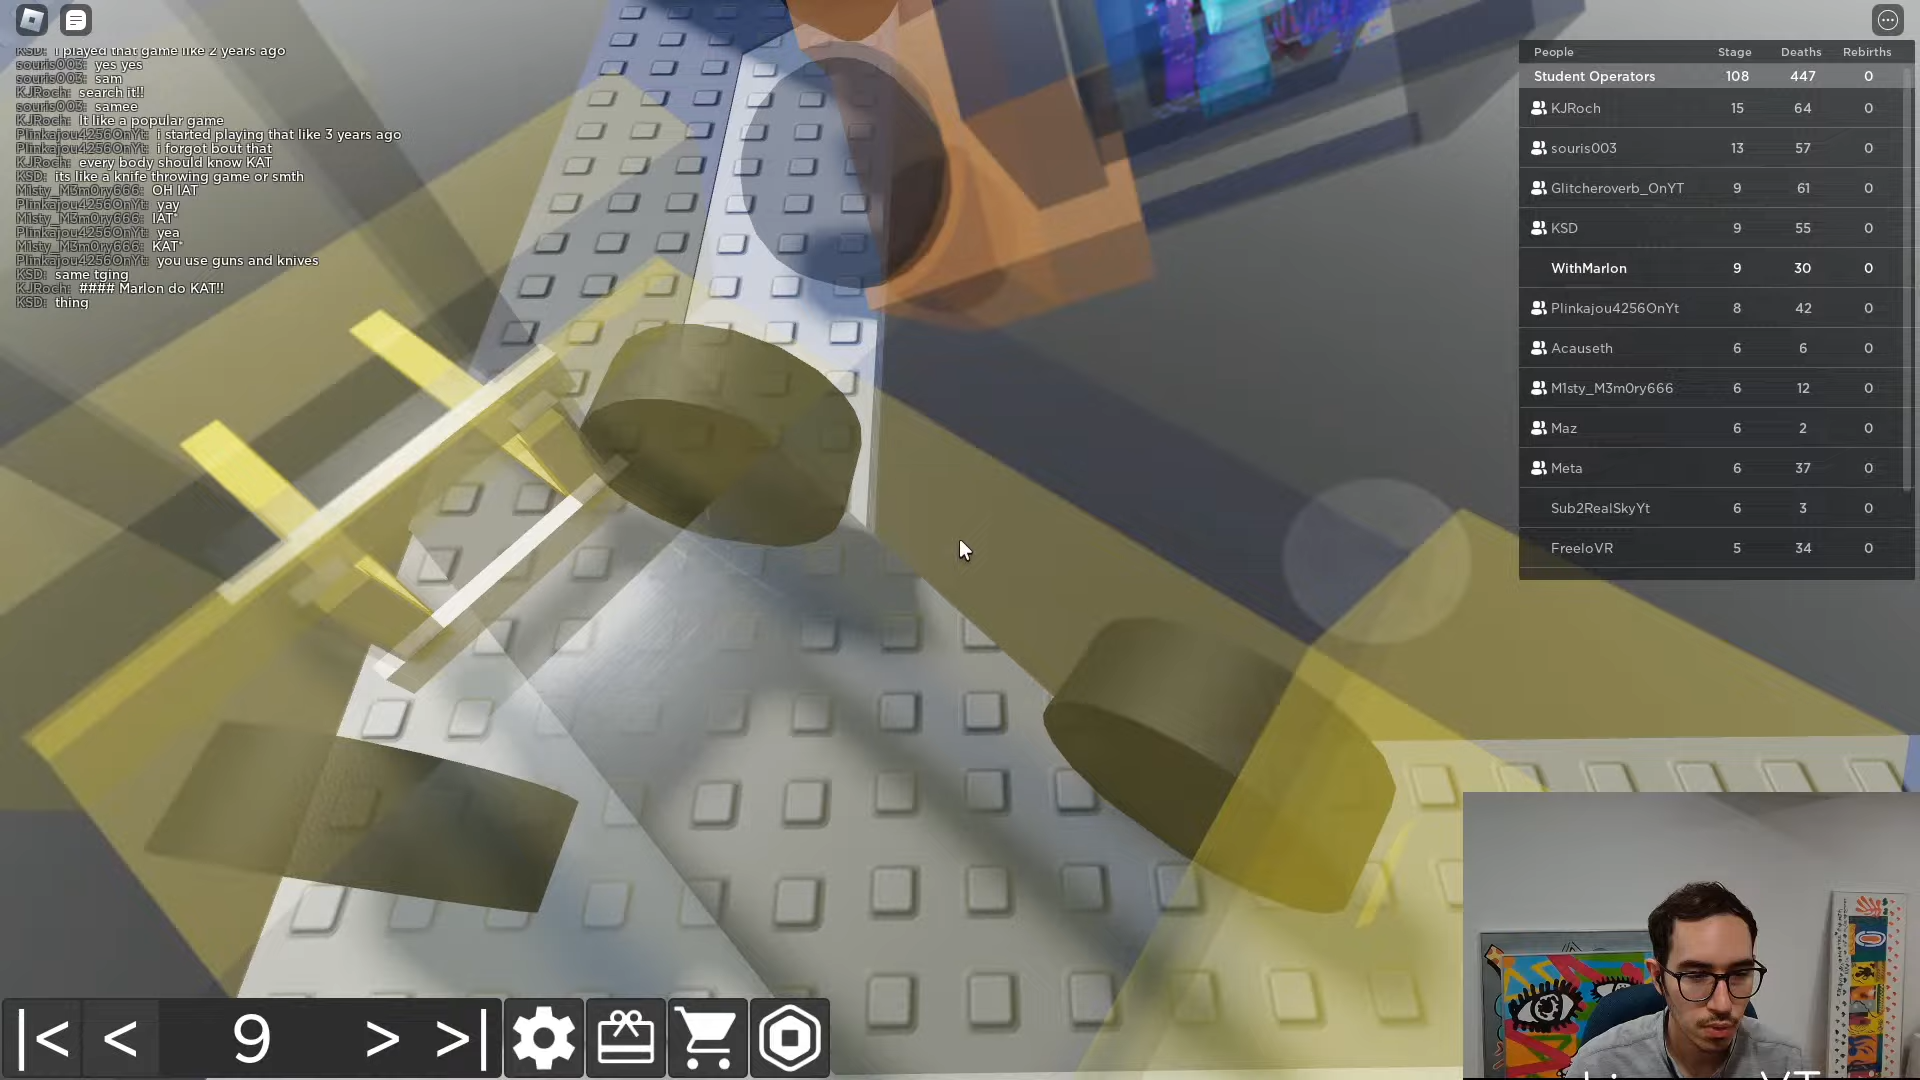 KSD: i played that game like 2 years ago
souris003: yes yes
souris003: sam
KJRoch: search it!!
souris003: samee
KJRoch: It like a popular game
Plinkajou4256OnYt: i started playing that like 3 years ago
Plinkajou4256OnYt: i forgot bout that
KJRoch: every body should know KAT
KSD: its like a knife throwing game or smth
M1sty_M3m0ry666: OH IAT
Plinkajou4256OnYt: yay
M1sty_M3m0ry666: IAT*
Plinkajou4256OnYt: yea
M1sty_M3m0ry666: KAT*
Plinkajou4256OnYt: you use guns and knives
KSD: same tging
KJRoch: #### Marlon do KAT!!
KSD: thing
People Stage Deaths Rebirths
Student Operators 108 447 0
KJRoch 15 64 0
souris003 13 57 0
Glitcheroverb_OnYT 9 61 0
KSD 9 55 0
WithMarlon 9 30 0
Plinkajou4256OnYt 8 42 0
Acauseth 6 6 0
M1sty_M3m0ry666 6 12 0
Maz 6 2 0
Meta 6 37 0
Sub2RealSkyYt 6 3 0
FreeIoVR 5 34 0
|< < 9 > >|